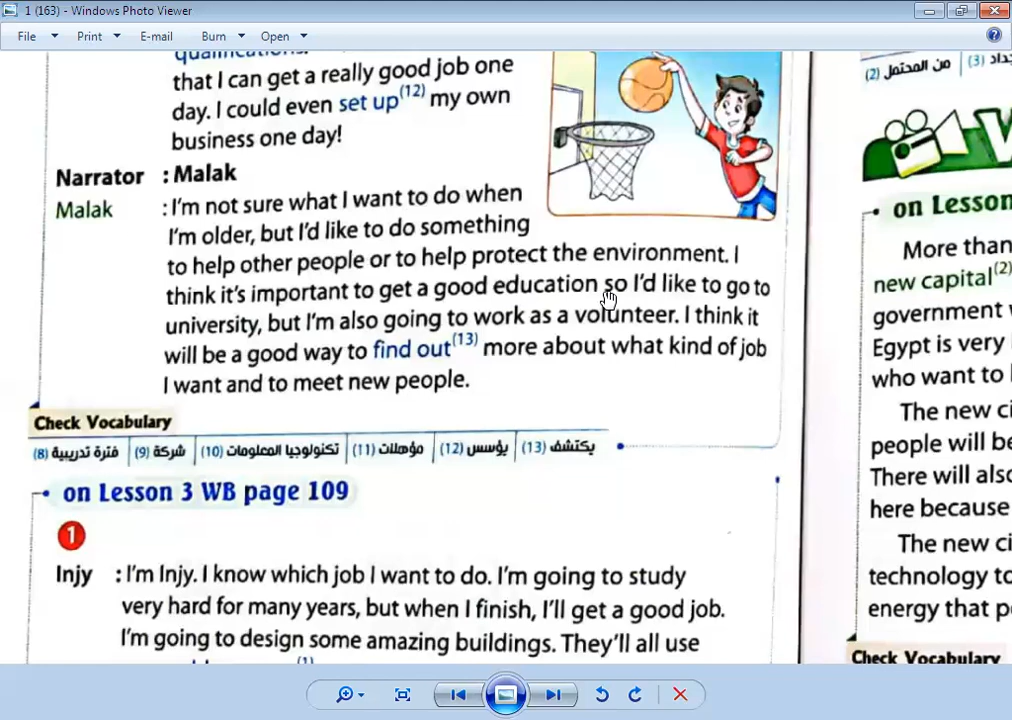 1 (163) - Windows Photo Viewer
File Print E-mail Burn Open
qualifications.
that I can get a really good job one
day. I could even set up(12) my own
business one day!
Narrator : Malak
Malak : I'm not sure what I want to do when
I'm older, but I'd like to do something
to help other people or to help protect the environment. I
think it's important to get a good education so I'd like to go to
university, but I'm also going to work as a volunteer. I think it
will be a good way to find out(13) more about what kind of job
I want and to meet new people.
Check Vocabulary
(8) فترة تدريبية (9) شركة (10) تكنولوجيا المعلومات (11) مؤهلات (12) يؤسس (13) يكتشف
on Lesson 3 WB page 109
1
Injy : I'm Injy. I know which job I want to do. I'm going to study
very hard for many years, but when I finish, I'll get a good job.
I'm going to design some amazing buildings. They'll all use
(1)
(2) من المحتمل (3)
on Lesson
More than
new capital(2)
government
Egypt is very
who want to
The new
people will be
There will also
here because
The new
technology to
energy that
Check Vocabulary